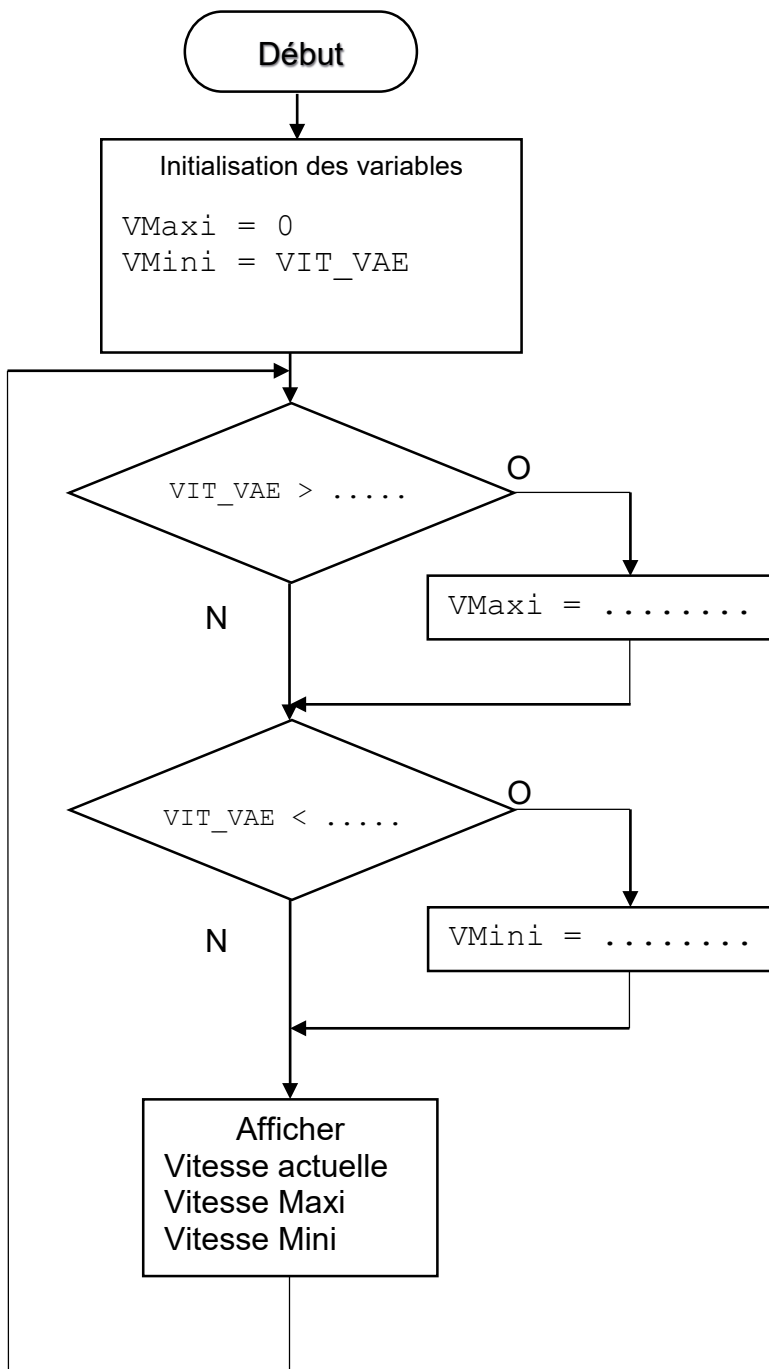 Début
Initialisation des variables
VMaxi = 0
VMini = VIT_VAE
VIT_VAE > .....
O
VMaxi = ........
N
VIT_VAE < .....
O
VMini = ........
N
Afficher
Vitesse actuelle
Vitesse Maxi
Vitesse Mini